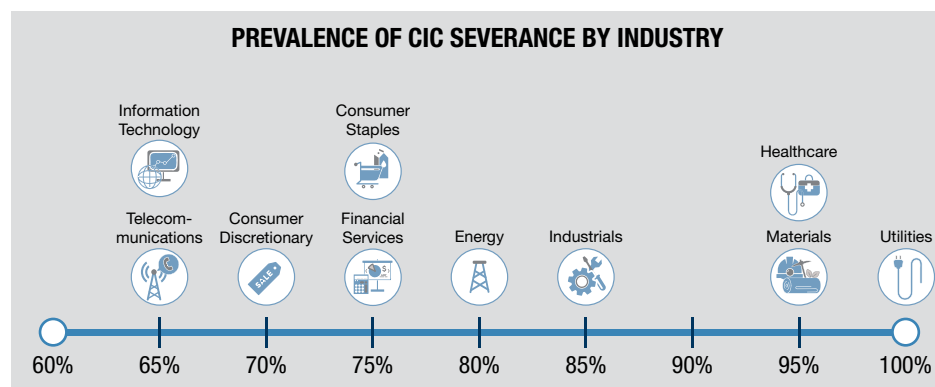 PREVALENCE OF CIC SEVERANCE BY INDUSTRY
Information
Technology
Consumer
Staples
Healthcare
Telecom-
munications
Consumer
Discretionary
Financial
Services
Energy
Industrials
Materials
Utilities
SALE
$
60%
65%
70%
75%
80%
85%
90%
95%
100%